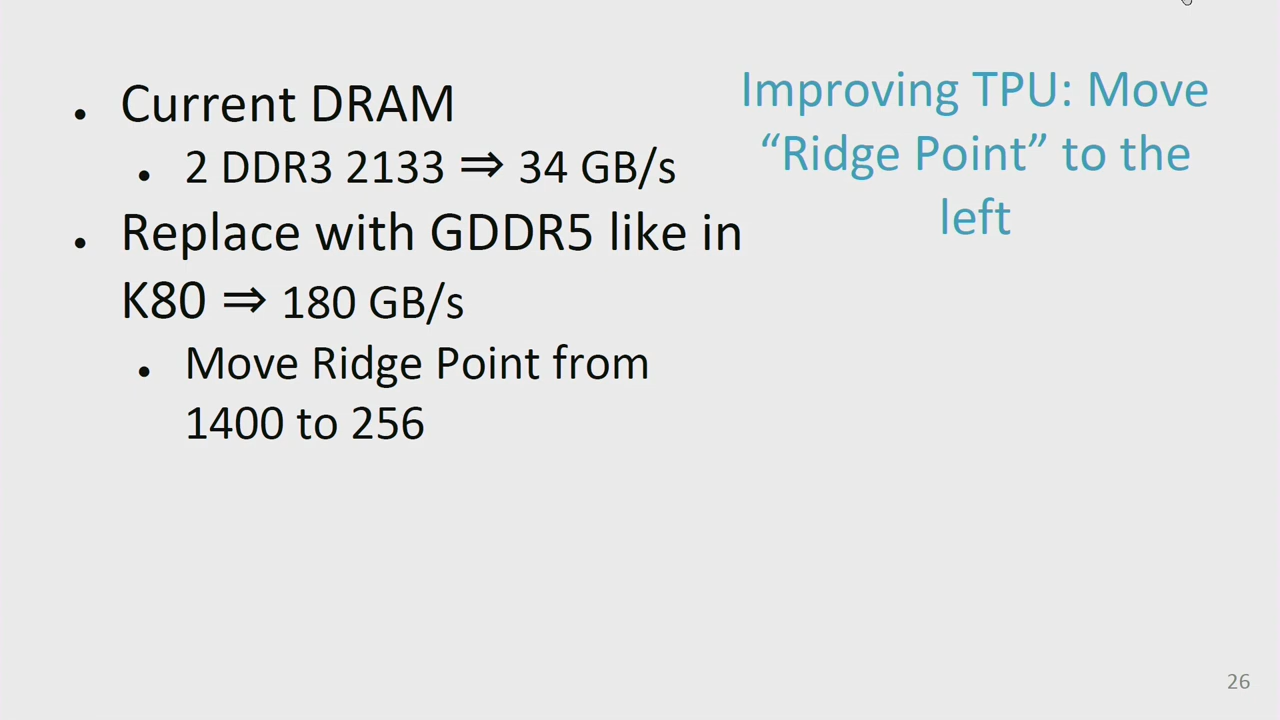 Improving TPU: Move
“Ridge Point” to the
left
• Current DRAM
• 2 DDR3 2133 ⇒ 34 GB/s
• Replace with GDDR5 like in
K80 ⇒ 180 GB/s
• Move Ridge Point from
1400 to 256
26